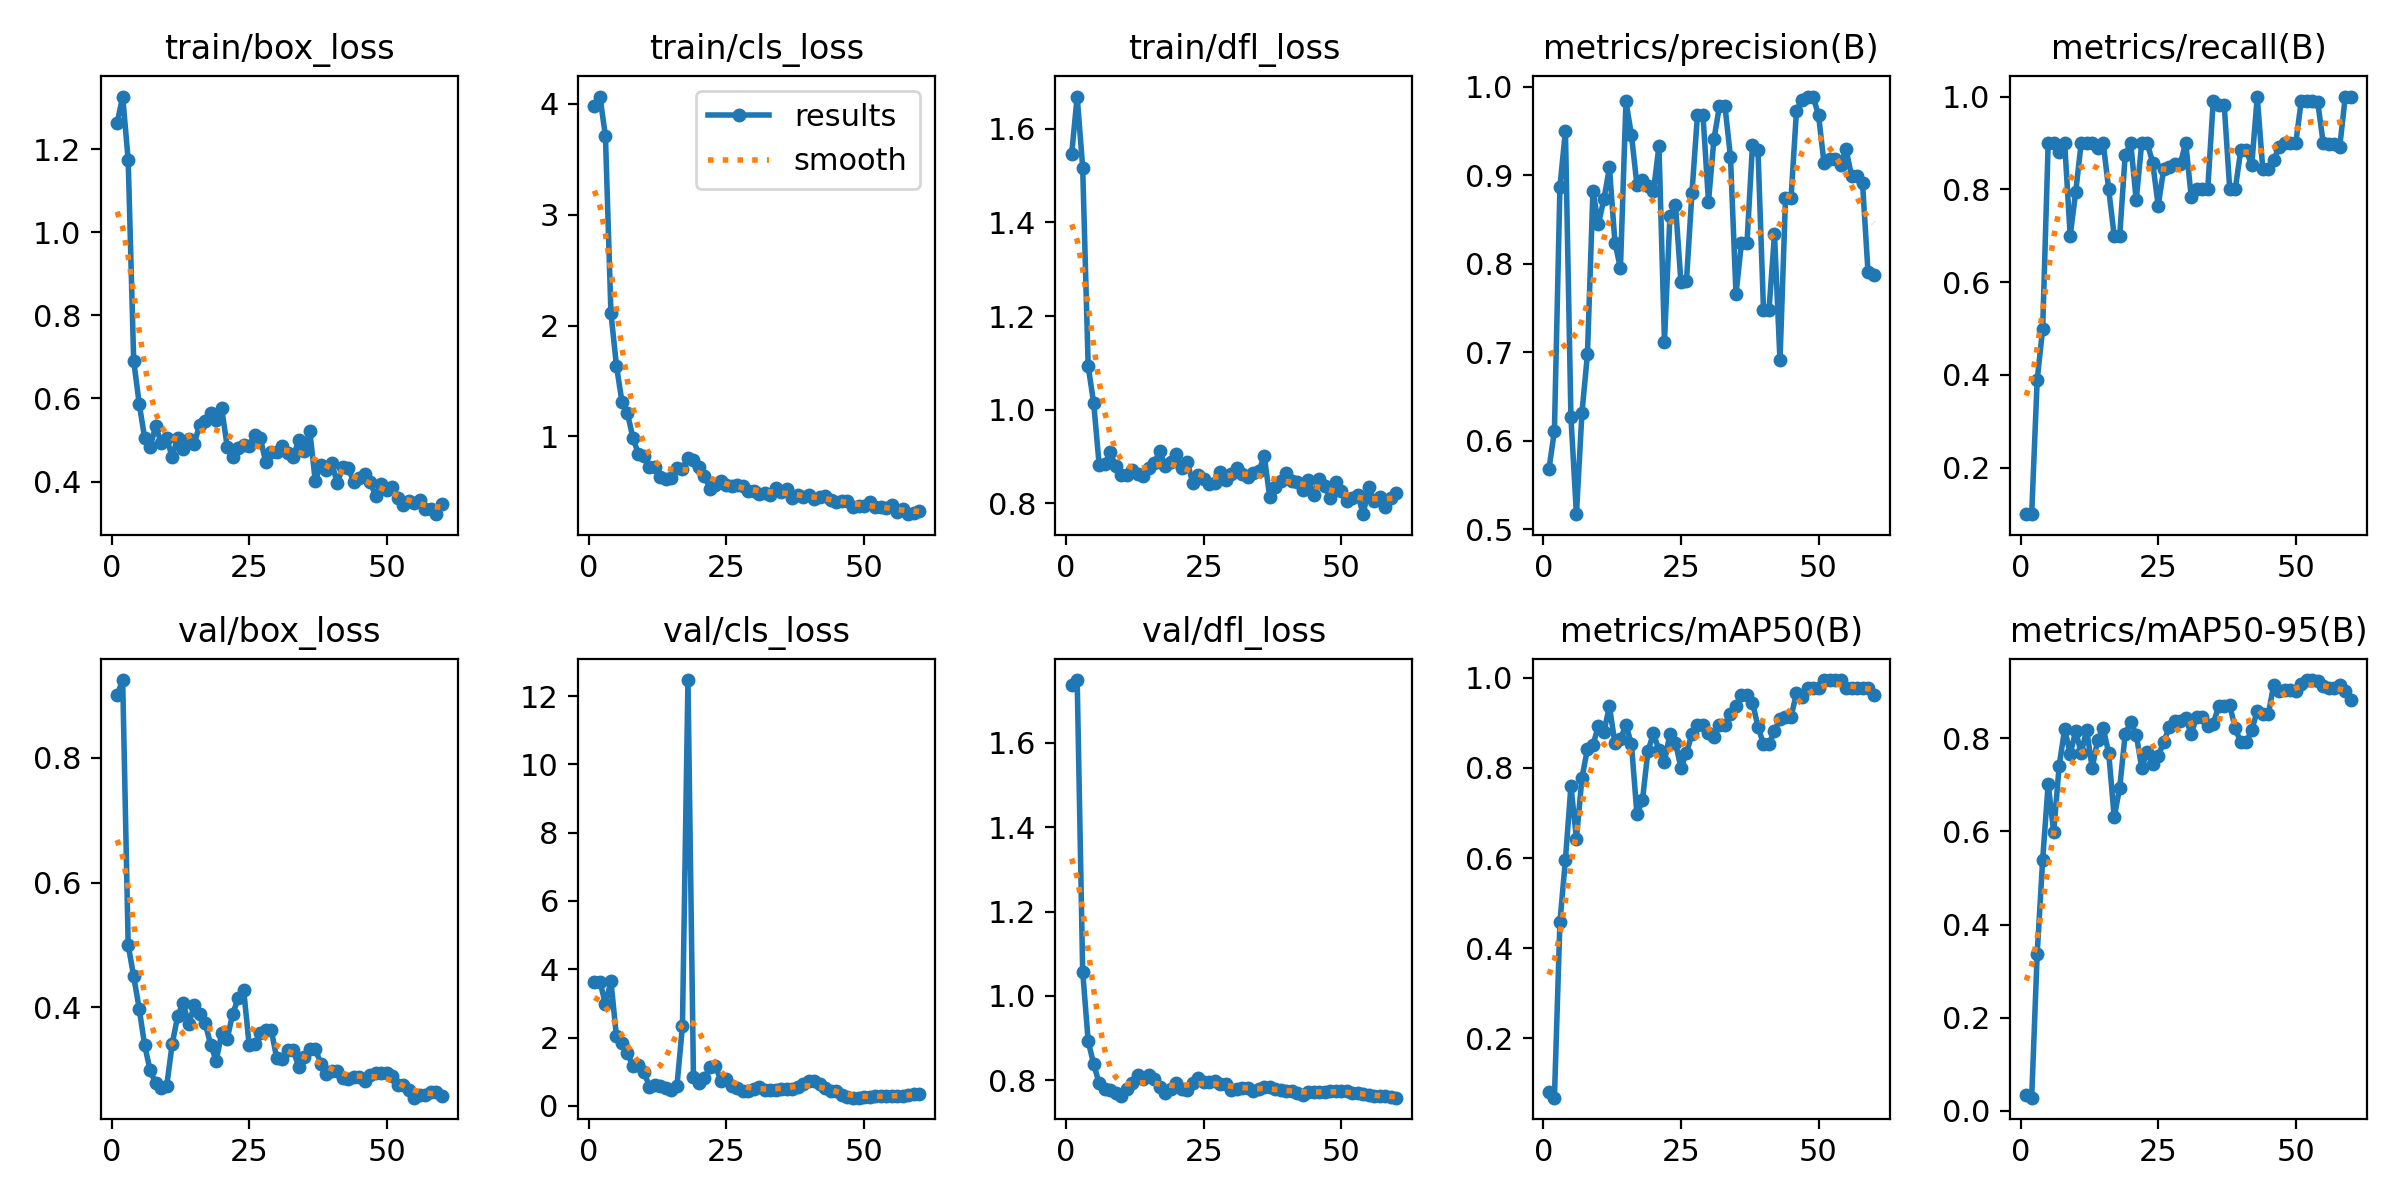 train/box_loss
1.2
1.0
0.8
0.6
0.4
0 25 50
train/cls_loss
results
smooth
4
3
2
1
0 25 50
train/dfl_loss
1.6
1.4
1.2
1.0
0.8
0 25 50
metrics/precision(B)
1.0
0.9
0.8
0.7
0.6
0.5
0 25 50
metrics/recall(B)
1.0
0.8
0.6
0.4
0.2
0 25 50
val/box_loss
0.8
0.6
0.4
0 25 50
val/cls_loss
12
10
8
6
4
2
0
0 25 50
val/dfl_loss
1.6
1.4
1.2
1.0
0.8
0 25 50
metrics/mAP50(B)
1.0
0.8
0.6
0.4
0.2
0 25 50
metrics/mAP50-95(B)
0.8
0.6
0.4
0.2
0.0
0 25 50